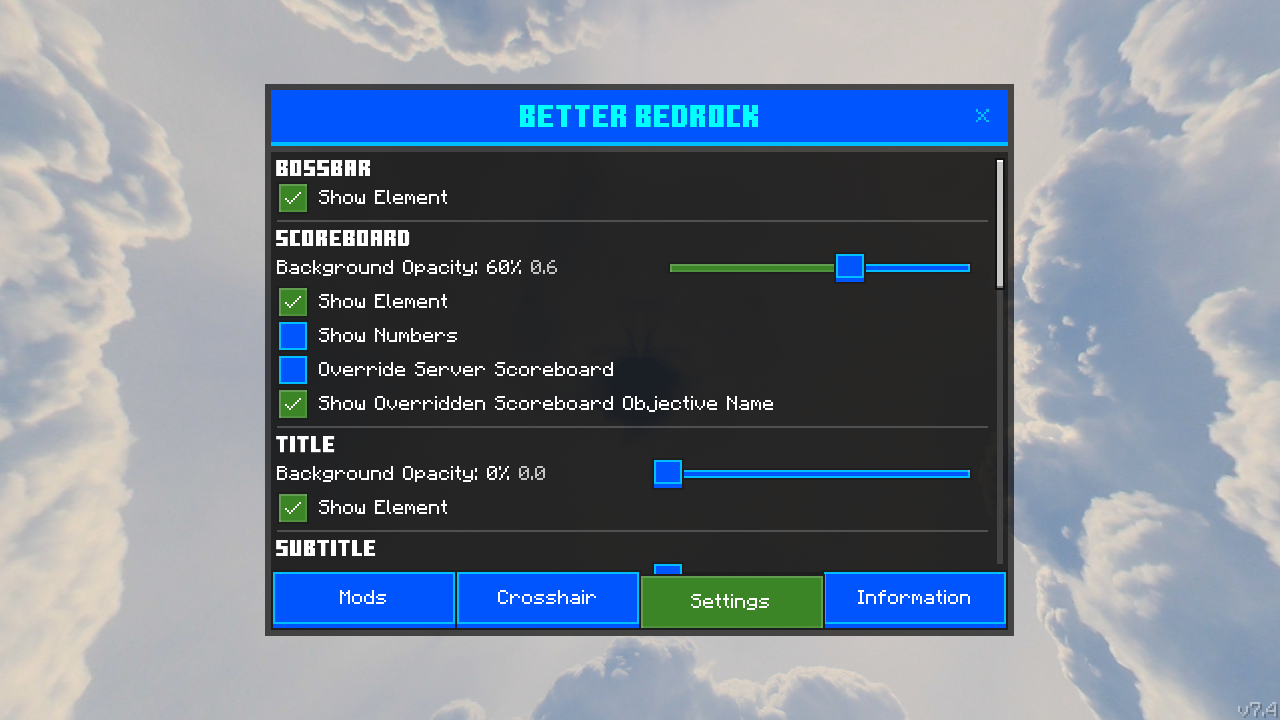 BETTER BEDROCK
BOSSBAR
Show Element
SCOREBOARD
Background Opacity: 60% 0.6
Show Element
Show Numbers
Override Server Scoreboard
Show Overridden Scoreboard Objective Name
TITLE
Background Opacity: 0% 0.0
Show Element
SUBTITLE
Mods Crosshair Settings Information
v7.4